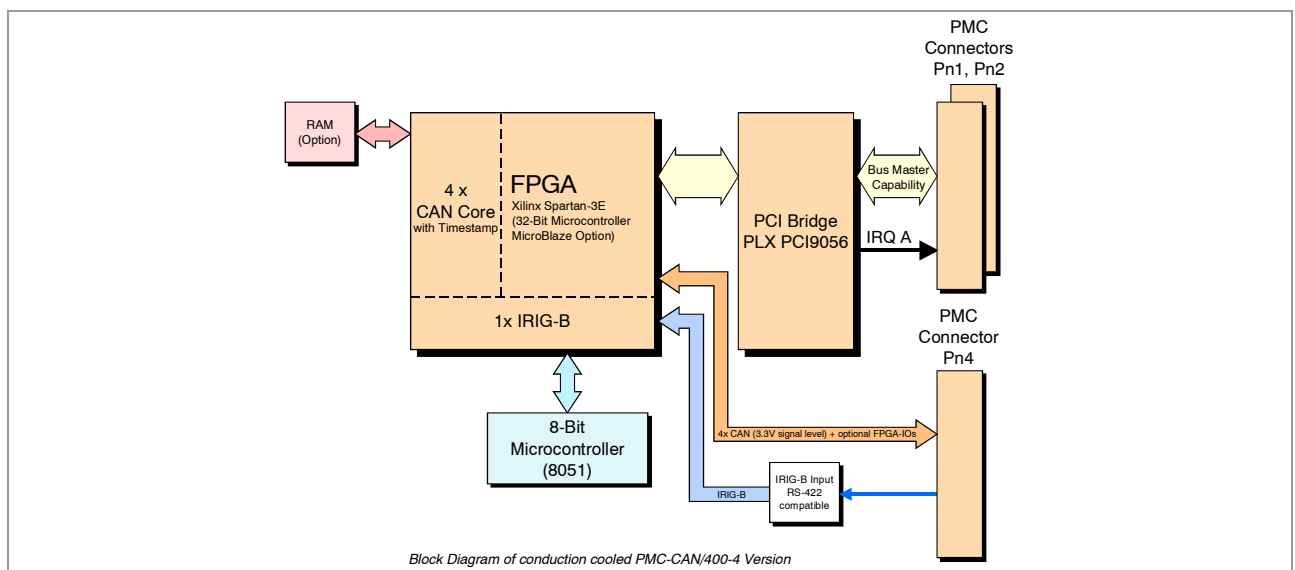 PMC
Connectors
Pn1, Pn2
RAM
(Option)
4 x
CAN Core
with Timestamp
FPGA
Xilinx Spartan-3E
(32-Bit Microcontroller
MicroBlaze Option)
1x IRIG-B
PCI Bridge
PLX PCI9056
Bus Master
Capability
IRQ A
PMC
Connector
Pn4
8-Bit
Microcontroller
(8051)
4x CAN (3.3V signal level) + optional FPGA-IOs
IRIG-B
IRIG-B Input
RS-422
compatible
Block Diagram of conduction cooled PMC-CAN/400-4 Version